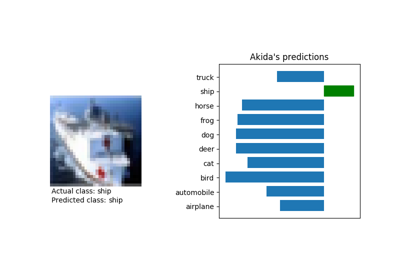 Akida's predictions
truck
ship
horse
frog
dog
deer
cat
bird
automobile
airplane
Actual class: ship
Predicted class: ship